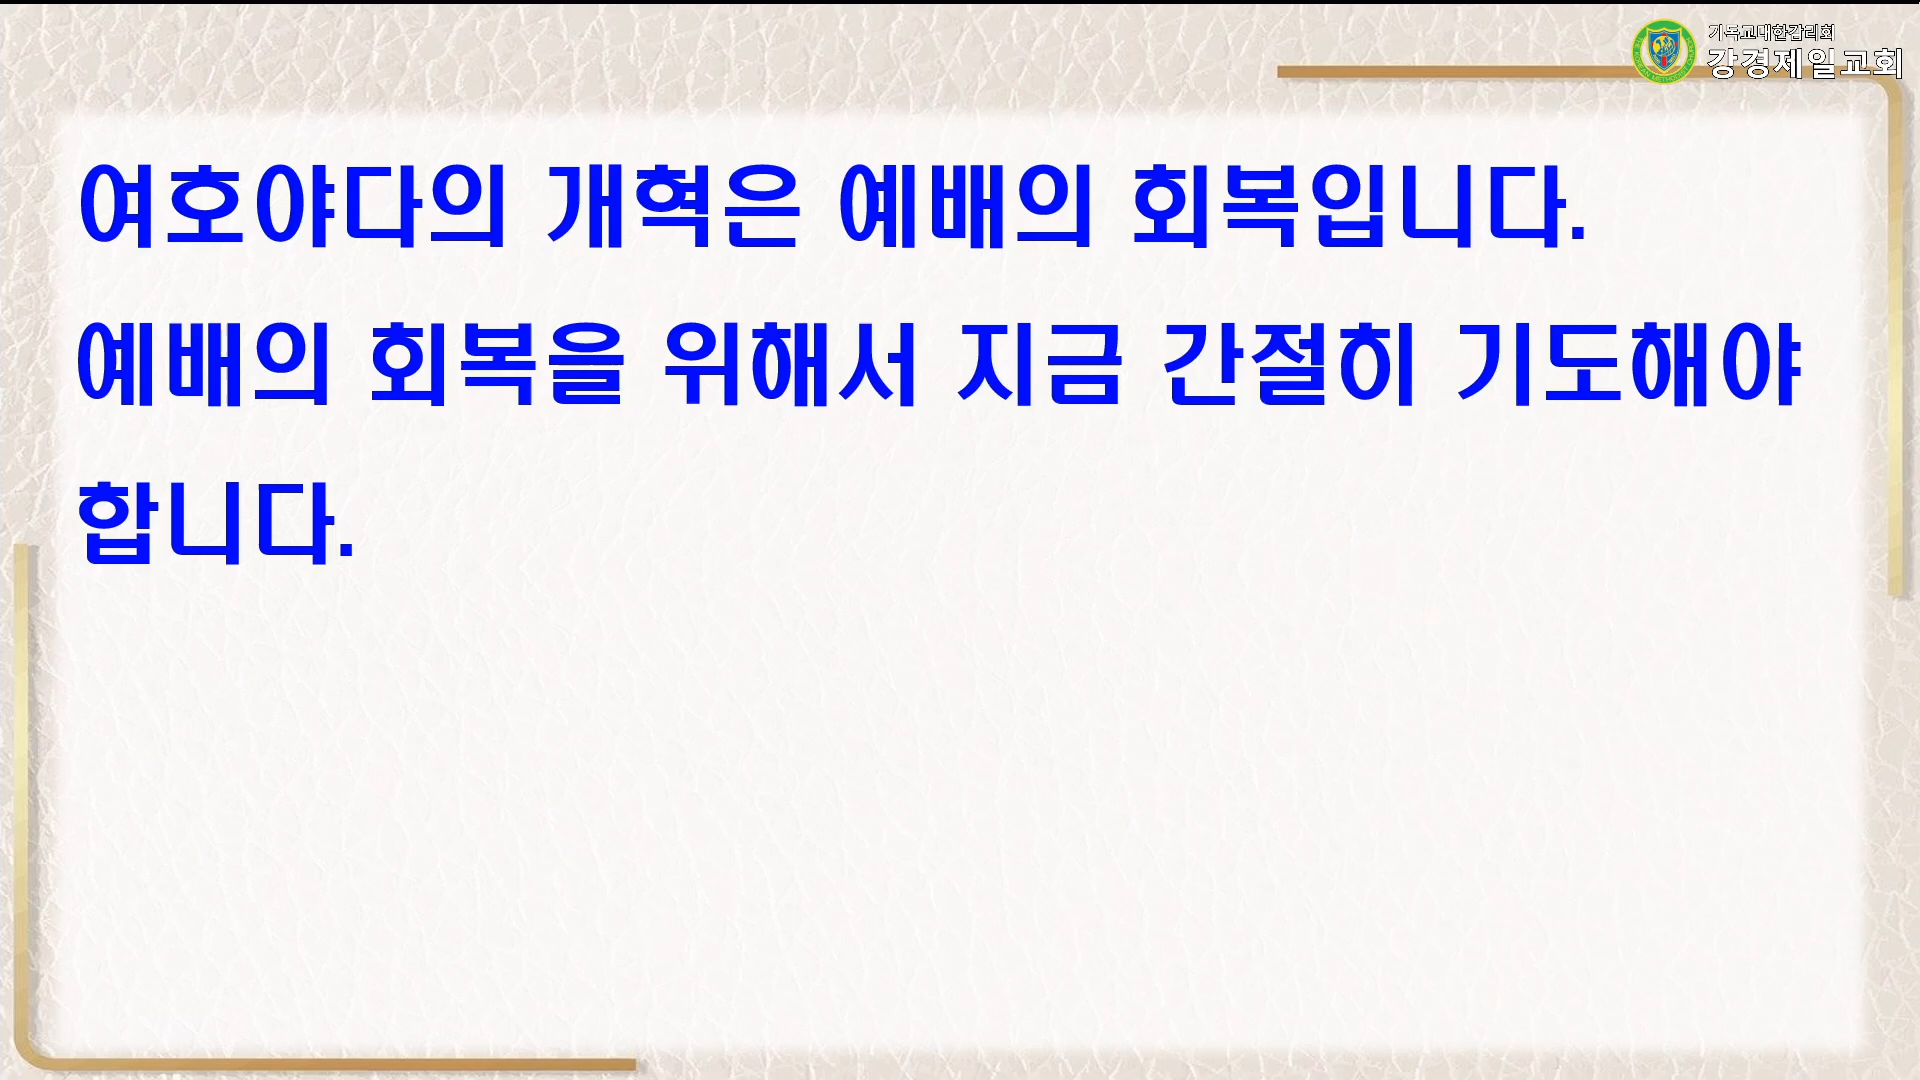 기독교대한감리회
강경제일교회
여호야다의 개혁은 예배의 회복입니다.
예배의 회복을 위해서 지금 간절히 기도해야
합니다.